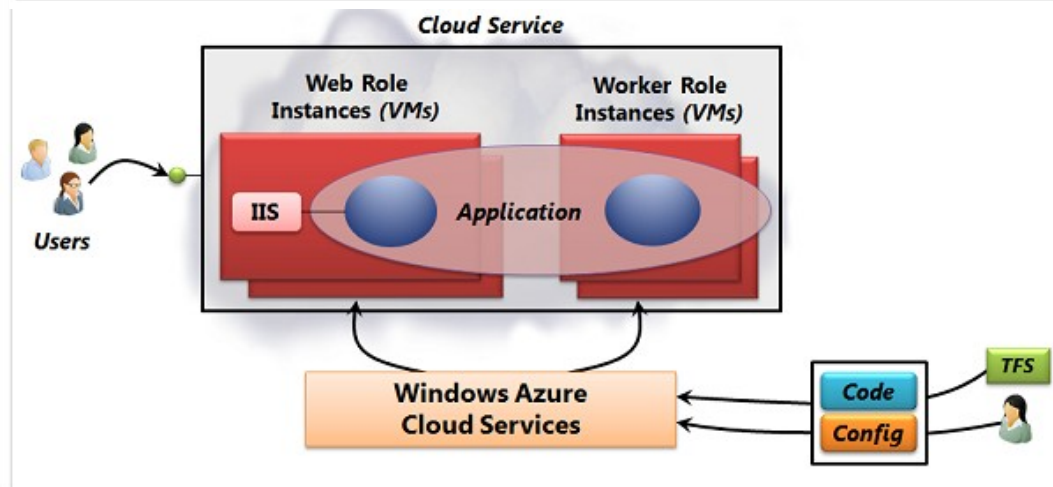 Cloud Service
Web Role
Instances (VMs)
Worker Role
Instances (VMs)
IIS
Application
Users
Windows Azure
Cloud Services
Code
Config
TFS